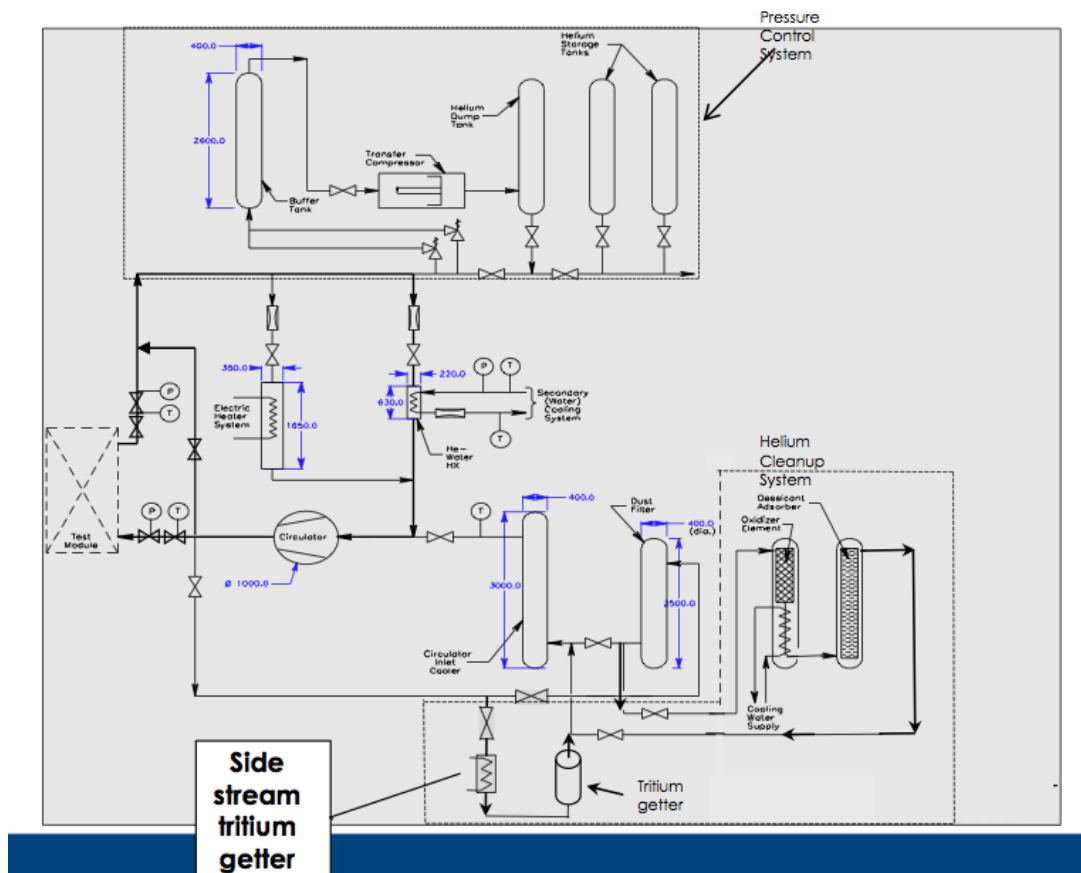 Pressure
Control
System
400.0
Helium
Storage
Tanks
Helium
Dump
Tank
2600.0
Transfer
Compressor
Buffer
Tank
350.0
220.0
P
T
P
T
Secondary
(Water)
Cooling
System
630.0
Electric
Heater
System
1650.0
T
He-
Water
HX
Helium
Cleanup
System
Dessicant
Adsorber
Oxidizer
Element
Dust
Filter
400.0
400.0
(dia.)
P
T
T
Test
Module
Circulator
Ø 1000.0
3000.0
2500.0
Circulator
Inlet
Cooler
Cooling
Water
Supply
Side
stream
tritium
getter
Tritium
getter